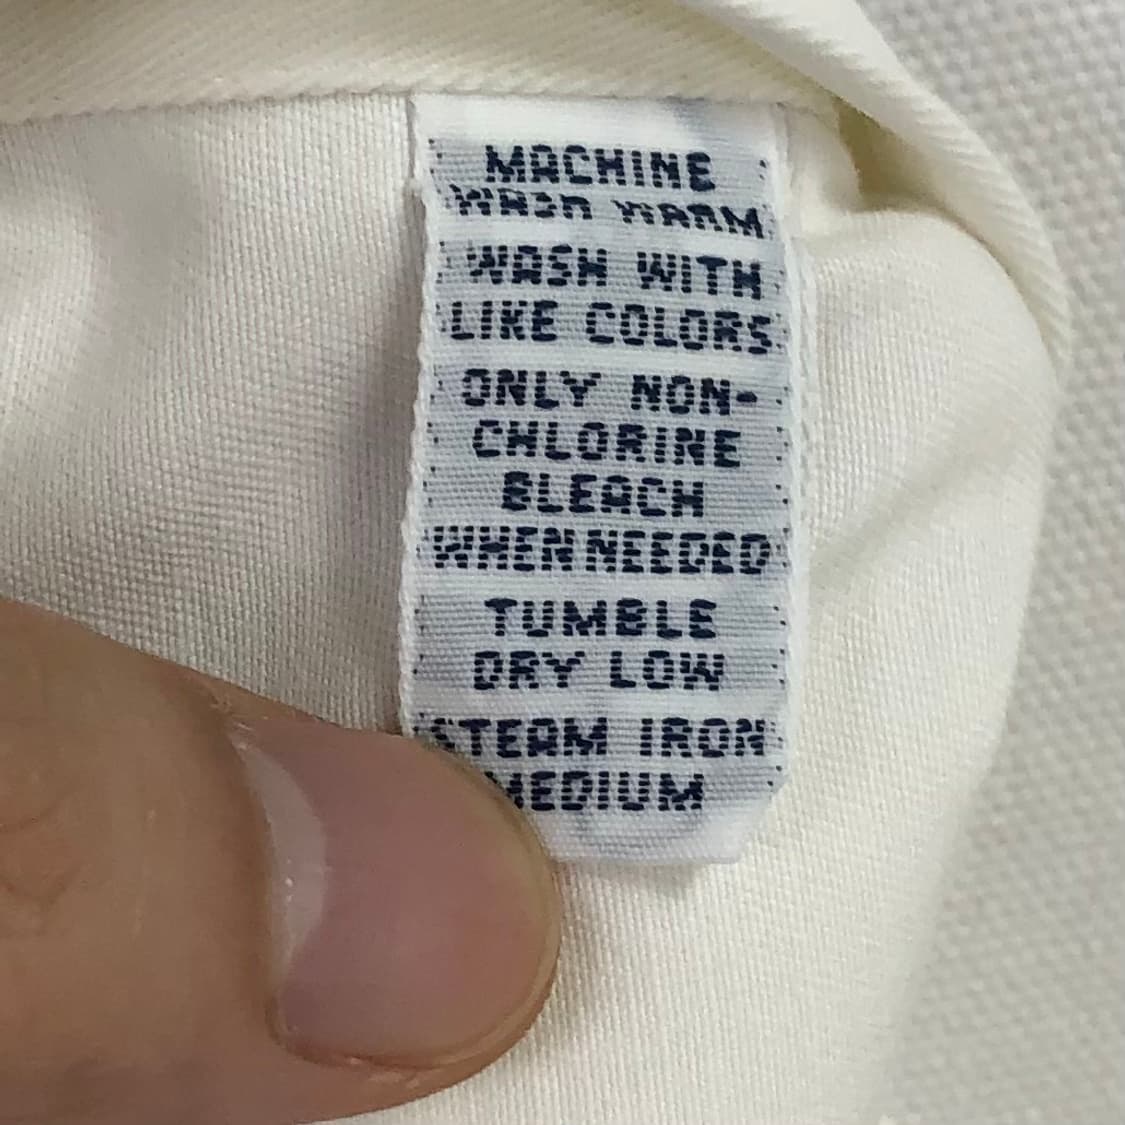 MACHINE
WASH WARM
WASH WITH
LIKE COLORS
ONLY NON-
CHLORINE
BLEACH
WHEN NEEDED
TUMBLE
DRY LOW
STEAM IRON
MEDIUM